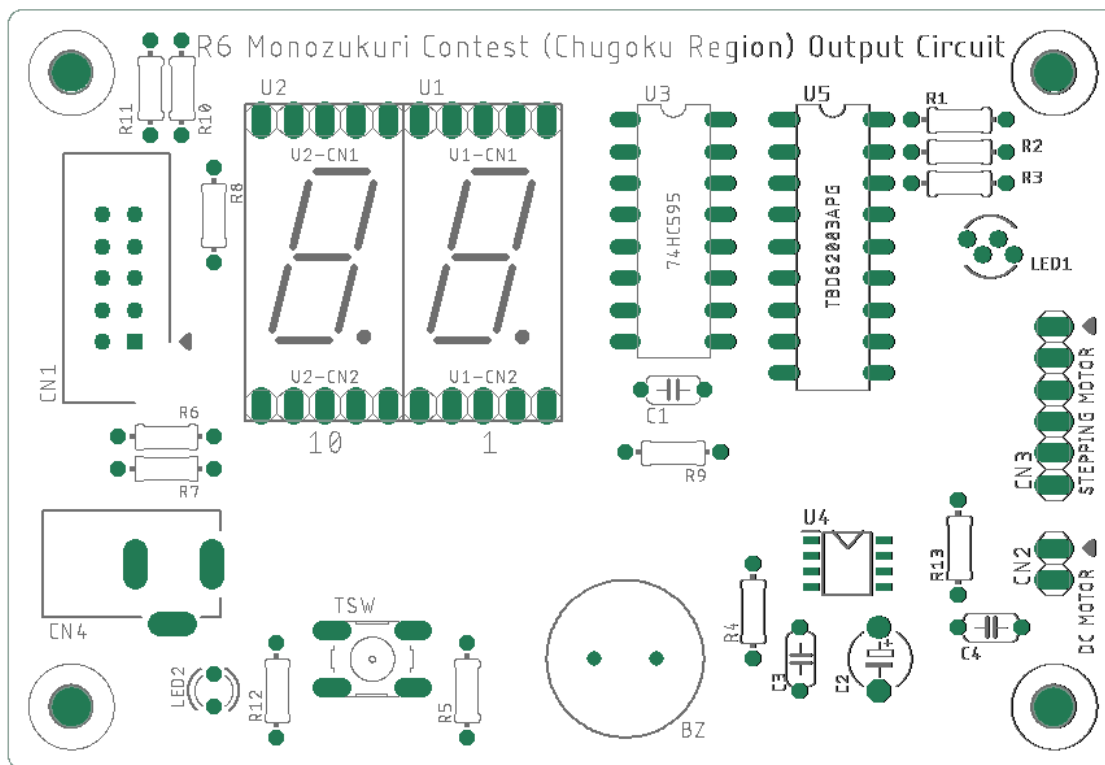 R6 Monozukuri Contest (Chugoku Region) Output Circuit
R11
R10
U2
U1
U3
U5
R1
R2
R3
U2-CN1
U1-CN1
R8
74HC595
TBD62083APG
LED1
CN1
U2-CN2
U1-CN2
C1
10
1
R6
R7
R9
CN3
STEPPING MOTOR
U4
R13
CN2
DC MOTOR
CN4
TSW
R4
C4
LED2
R12
R5
BZ
C3
C2
+